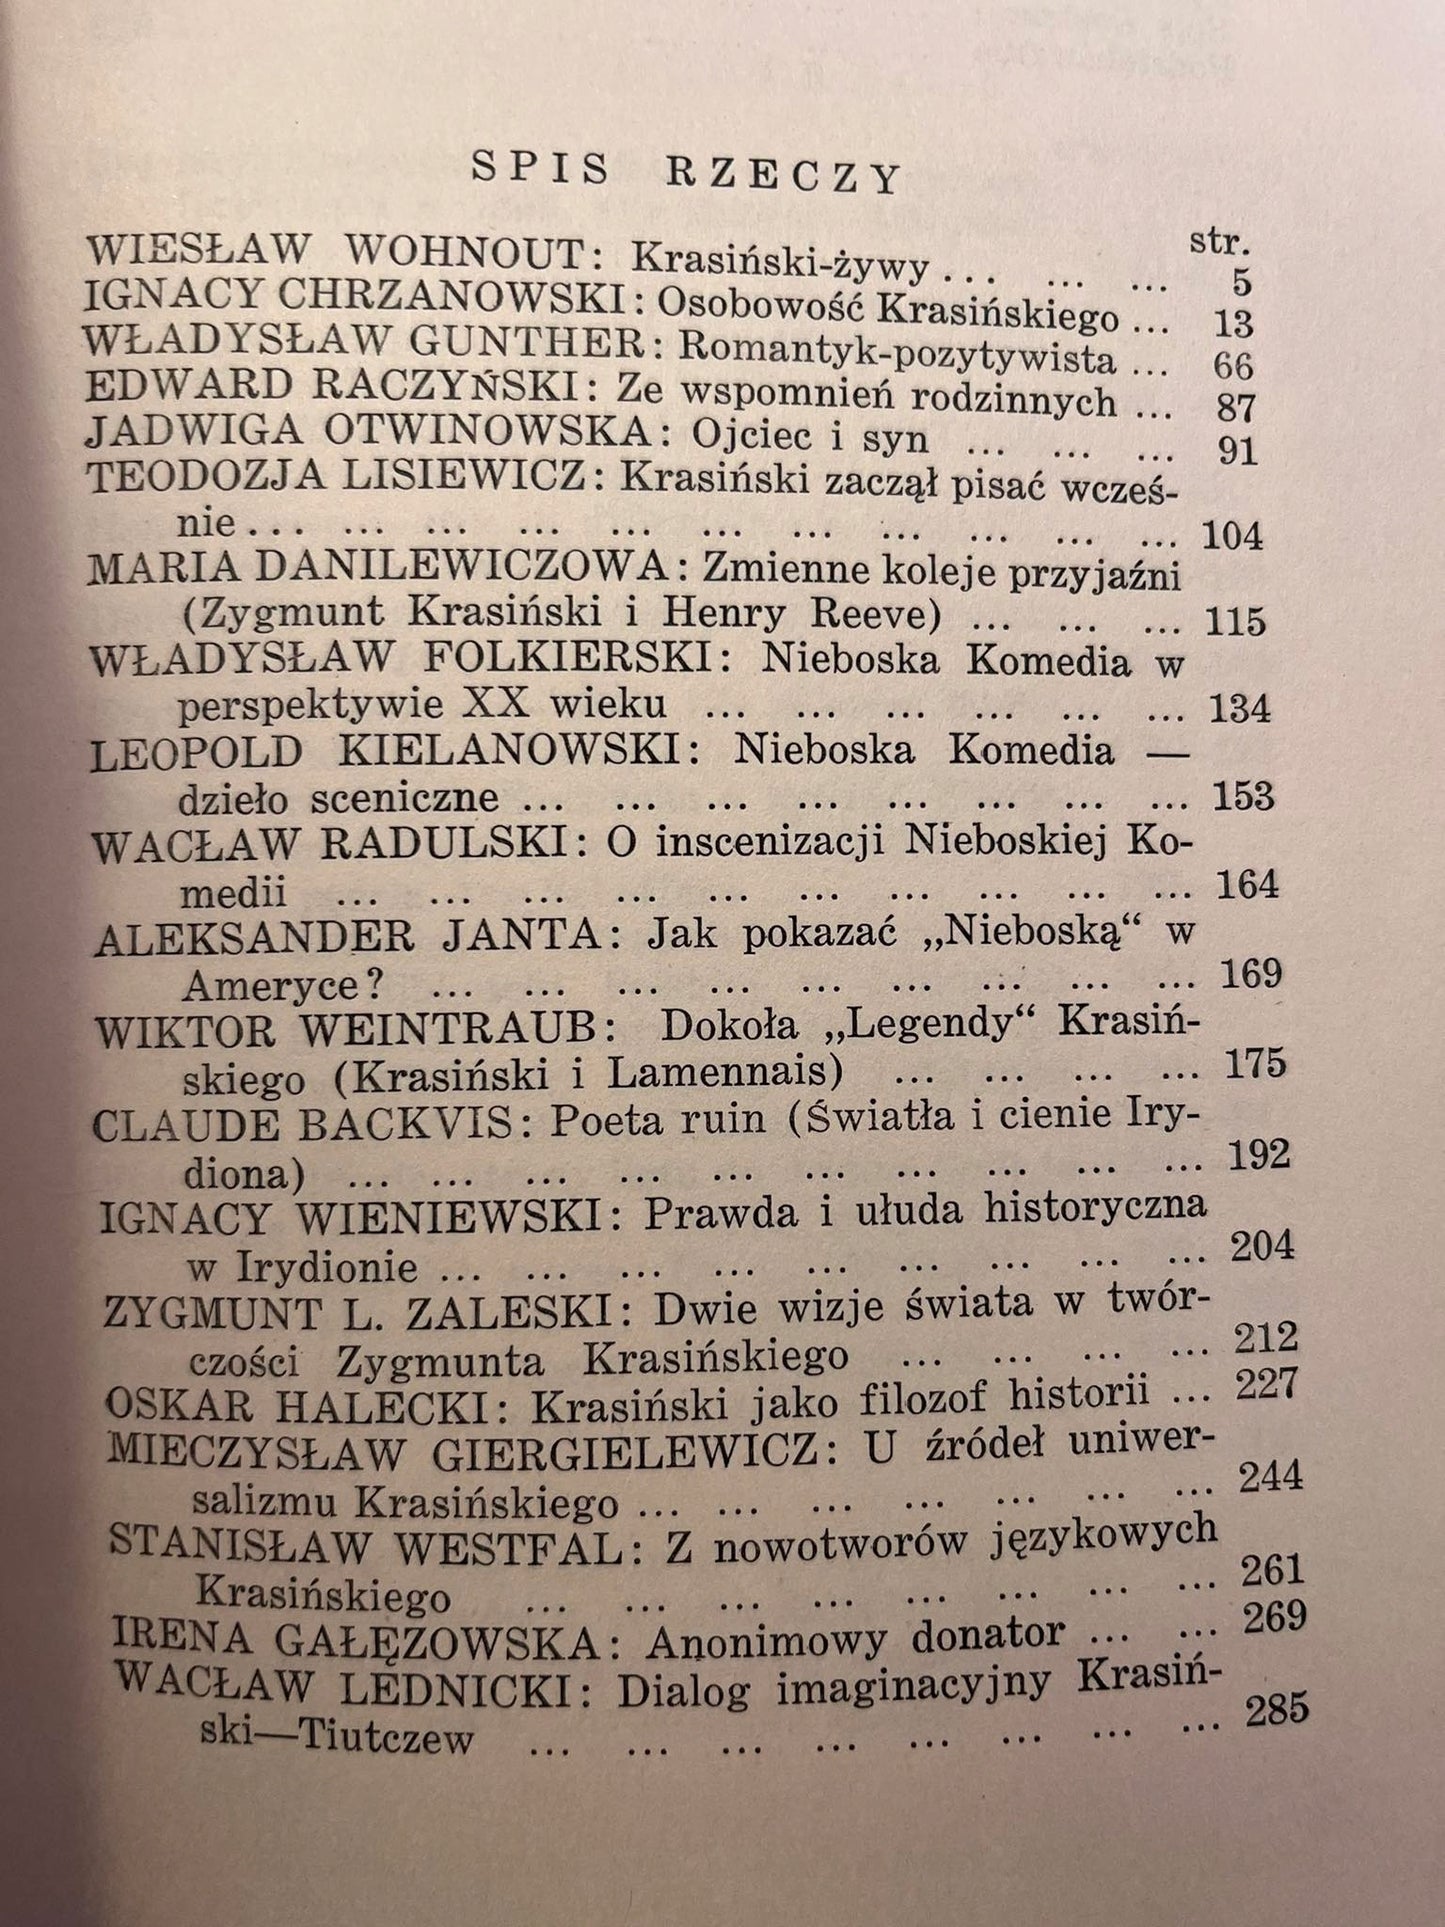 SPIS RZECZY
str.
WIESŁAW WOHNOUT: Krasiński-żywy ... ... ... 5
IGNACY CHRZANOWSKI: Osobowość Krasińskiego ... 13
WŁADYSŁAW GUNTHER: Romantyk-pozytywista ... 66
EDWARD RACZYŃSKI: Ze wspomnień rodzinnych ... 87
JADWIGA OTWINOWSKA: Ojciec i syn ... ... ... 91
TEODOZJA LISIEWICZ: Krasiński zaczął pisać wcześ-
nie ... ... ... ... ... ... ... ... ... ... ... 104
MARIA DANILEWICZOWA: Zmienne koleje przyjaźni
(Zygmunt Krasiński i Henry Reeve) ... ... ... 115
WŁADYSŁAW FOLKIERSKI: Nieboska Komedia w
perspektywie XX wieku ... ... ... ... ... ... 134
LEOPOLD KIELANOWSKI: Nieboska Komedia —
dzieło sceniczne ... ... ... ... ... ... ... ... 153
WACŁAW RADULSKI: O inscenizacji Nieboskiej Ko-
medii ... ... ... ... ... ... ... ... ... ... 164
ALEKSANDER JANTA: Jak pokazać „Nieboską“ w
Ameryce? ... ... ... ... ... ... ... ... ... 169
WIKTOR WEINTRAUB: Dokoła „Legendy“ Krasiń-
skiego (Krasiński i Lamennais) ... ... ... ... 175
CLAUDE BACKVIS: Poeta ruin (Światła i cienie Iry-
diona) ... ... ... ... ... ... ... ... ... ... 192
IGNACY WIENIEWSKI: Prawda i ułuda historyczna
w Irydionie ... ... ... ... ... ... ... ... ... 204
ZYGMUNT L. ZALESKI: Dwie wizje świata w twór-
czości Zygmunta Krasińskiego ... ... ... ... 212
OSKAR HALECKI: Krasiński jako filozof historii ... 227
MIECZYSŁAW GIERGIELEWICZ: U źródeł uniwer-
salizmu Krasińskiego ... ... ... ... ... ... ... 244
STANISŁAW WESTFAL: Z nowotworów językowych
Krasińskiego ... ... ... ... ... ... ... ... 261
IRENA GAŁĘZOWSKA: Anonimowy donator ... ... 269
WACŁAW LEDNICKI: Dialog imaginacyjny Krasiń-
ski—Tiutczew ... ... ... ... ... ... ... ... 285